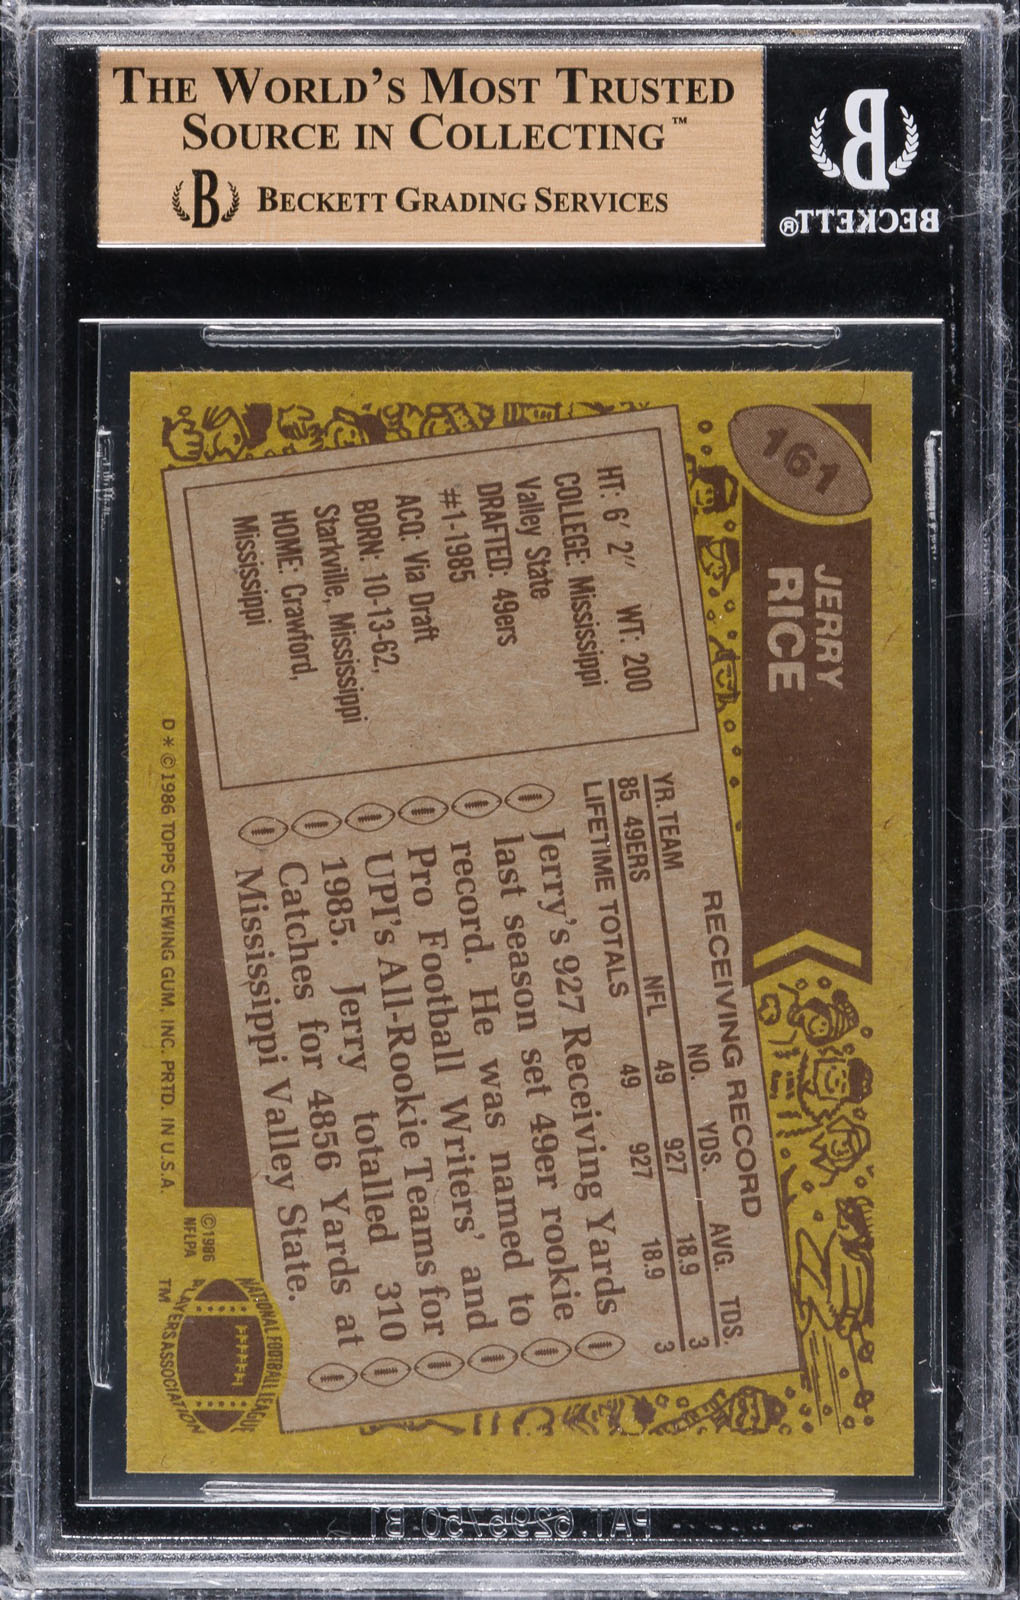 THE WORLD'S MOST TRUSTED
SOURCE IN COLLECTING™
B BECKETT GRADING SERVICES
B
BECKETT®
161
JERRY
RICE
HT: 6' 2" WT: 200
COLLEGE: Mississippi
Valley State
DRAFTED: 49ers
#1-1985
ACQ: Via Draft
BORN: 10-13-62,
Starkville, Mississippi
HOME: Crawford,
Mississippi
RECEIVING RECORD
YR. TEAM NFL NO. YDS. AVG. TDS.
85 49ERS 49 927 18.9 3
LIFETIME TOTALS 49 927 18.9 3
Jerry's 927 Receiving Yards
last season set 49er rookie
record. He was named to
Pro Football Writers' and
UPI's All-Rookie Teams for
1985. Jerry totalled 310
Catches for 4856 Yards at
Mississippi Valley State.
D * © 1986 TOPPS CHEWING GUM, INC. PRTD. IN U.S.A.
©1986
NFLPA
NATIONAL FOOTBALL LEAGUE
PLAYERS ASSOCIATION
TM
PAT. 6295750 B1